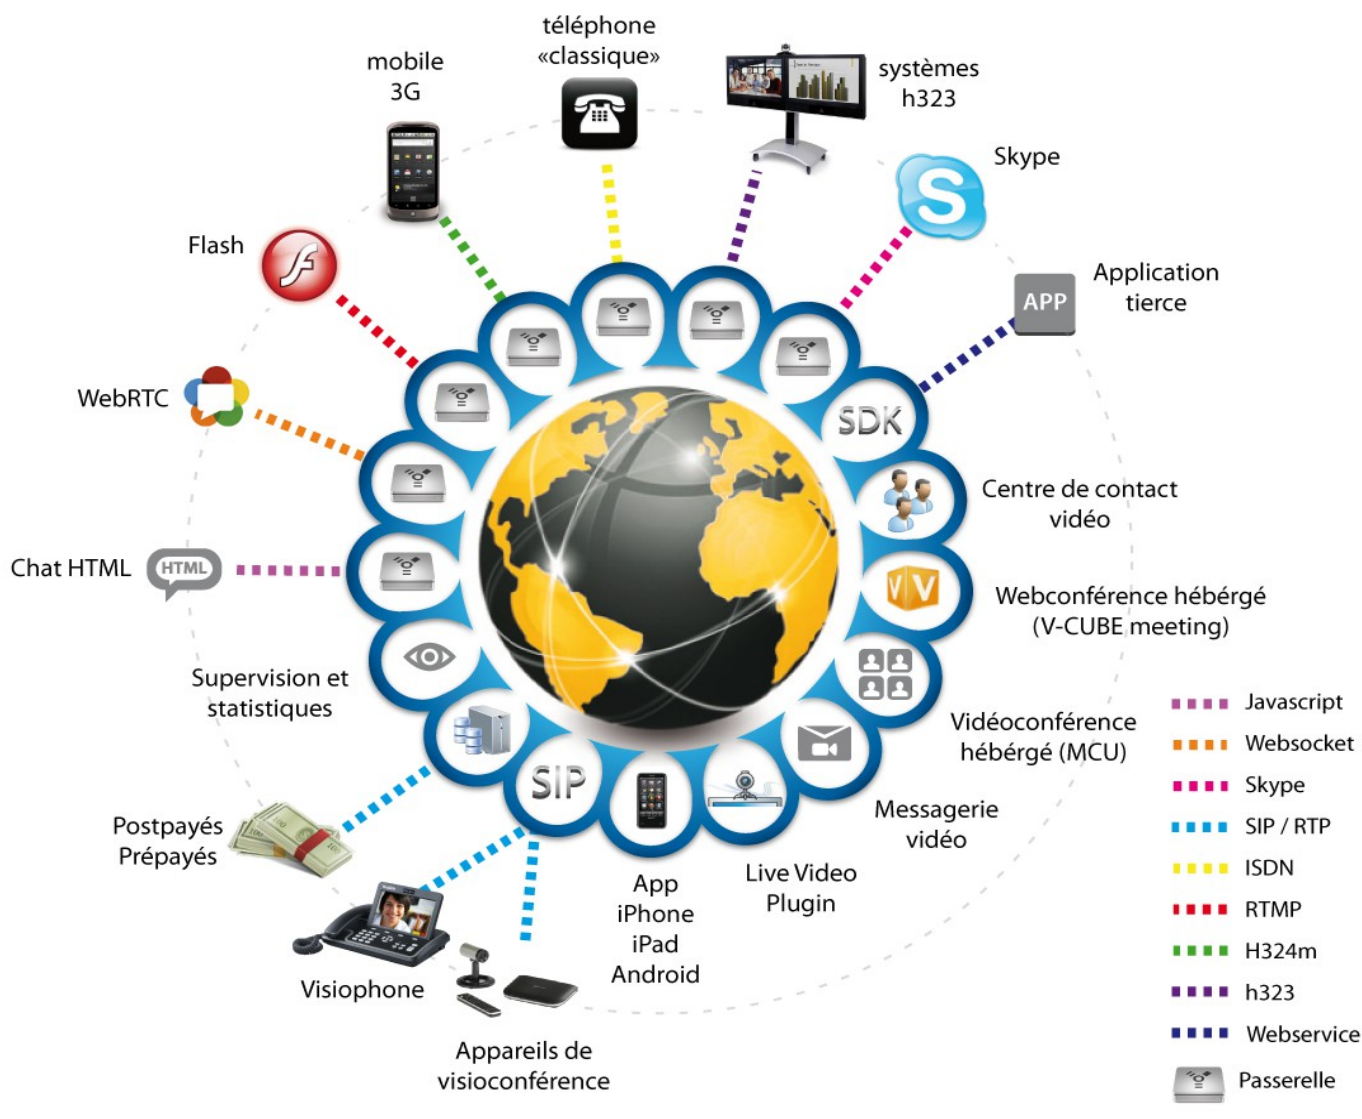 téléphone
«classique»
mobile
3G
systèmes
h323
Skype
Flash
Application
tierce
APP
WebRTC
SDK
Centre de contact
vidéo
Chat HTML
HTML
V V
Webconférence hébérgé
(V-CUBE meeting)
Supervision et
statistiques
Vidéoconférence
hébérgé (MCU)
SIP
Messagerie
vidéo
Postpayés
Prépayés
Live Video
Plugin
App
iPhone
iPad
Android
Visiophone
Appareils de
visioconférence
Javascript
Websocket
Skype
SIP / RTP
ISDN
RTMP
H324m
h323
Webservice
Passerelle